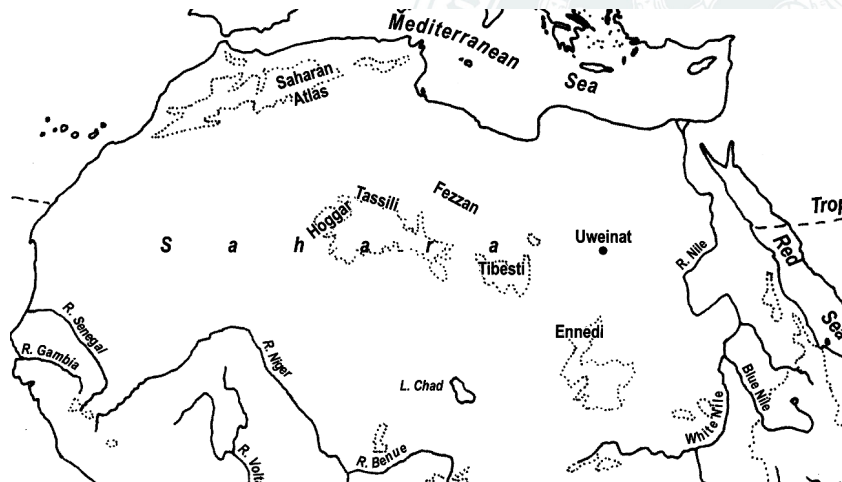 Mediterranean
Sea
Saharan
Atlas
Fezzan
Tassili
Hoggar
Trop
S a h a r a
Uweinat
R. Nile
Red
Sea
Tibesti
R. Senegal
Ennedi
R. Gambia
R. Niger
L. Chad
Blue Nile
White Nile
R. Volta
R. Benue